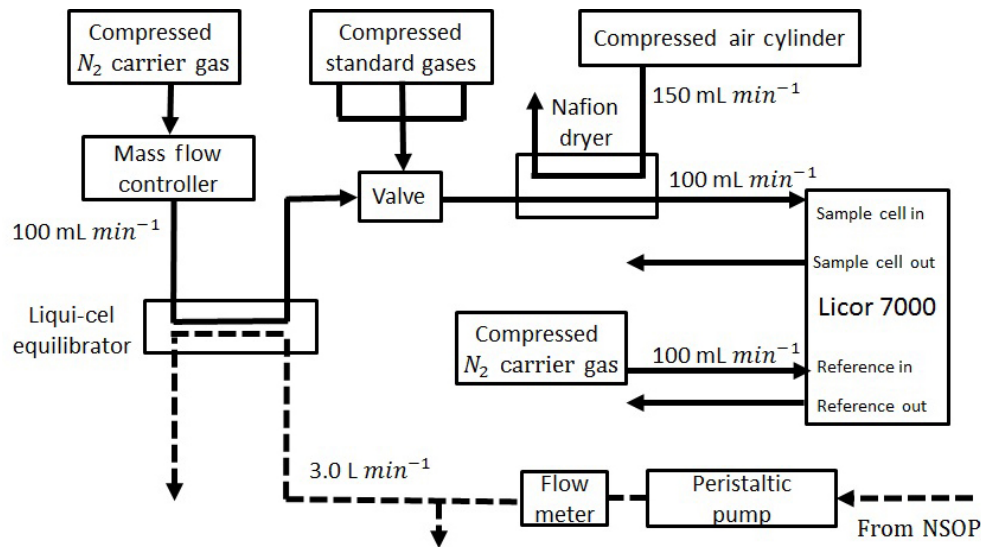 Compressed
N₂ carrier gas
Compressed
standard gases
Compressed air cylinder
150 mL min⁻¹
Nafion
dryer
Mass flow
controller
Valve
100 mL min⁻¹
100 mL min⁻¹
Sample cell in
Sample cell out
Licor 7000
Liqui-cel
equilibrator
Compressed
N₂ carrier gas
100 mL min⁻¹
Reference in
Reference out
3.0 L min⁻¹
Flow
meter
Peristaltic
pump
From NSOP